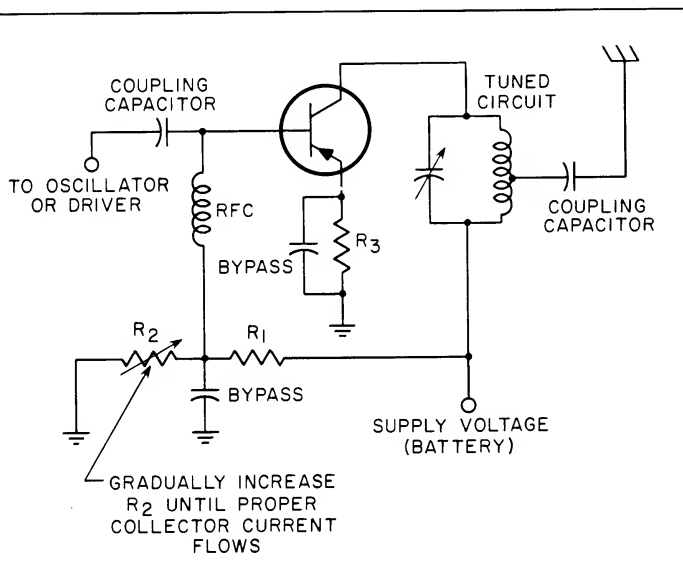 COUPLING
CAPACITOR
TUNED
CIRCUIT
TO OSCILLATOR
OR DRIVER
RFC
COUPLING
CAPACITOR
BYPASS
R3
R2
R1
BYPASS
SUPPLY VOLTAGE
(BATTERY)
GRADUALLY INCREASE
R2 UNTIL PROPER
COLLECTOR CURRENT
FLOWS